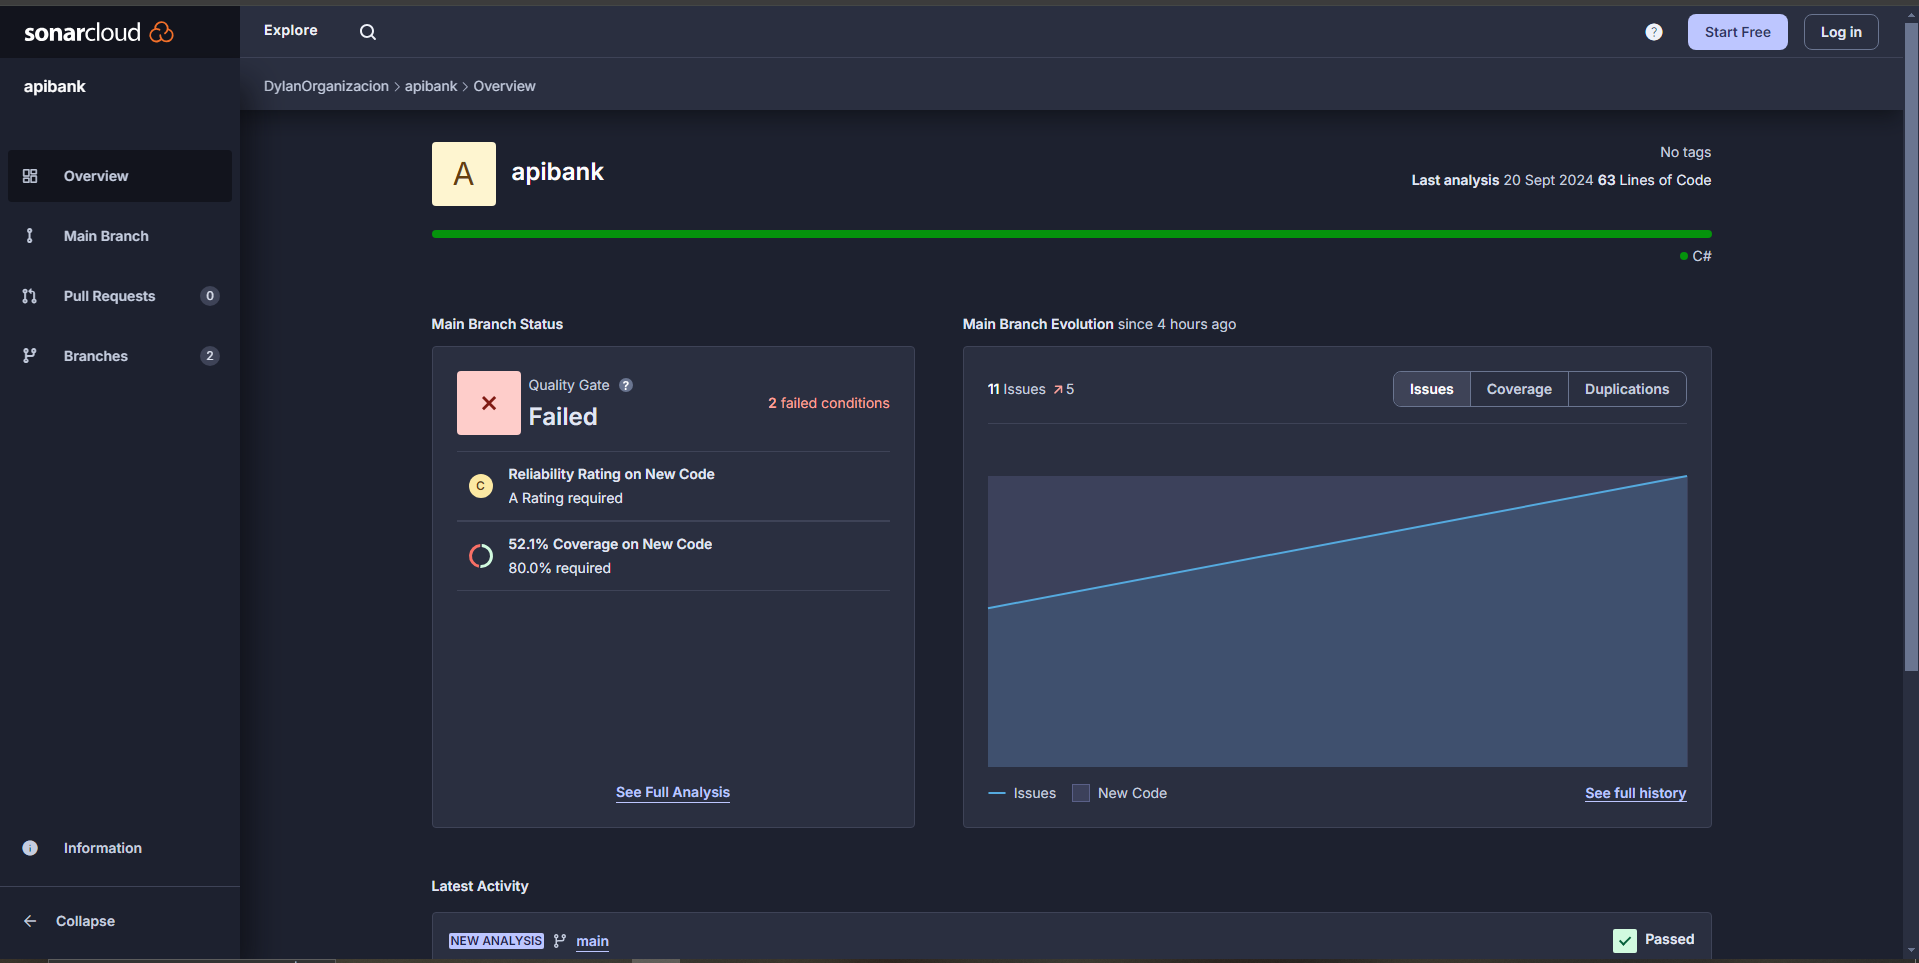 sonarcloud
Explore
?
Start Free
Log in
apibank
DylanOrganizacion > apibank > Overview
Overview
Main Branch
Pull Requests 0
Branches 2
Information
Collapse
A
apibank
No tags
Last analysis 20 Sept 2024 63 Lines of Code
C#
Main Branch Status
Quality Gate ?
Failed
2 failed conditions
C
Reliability Rating on New Code
A Rating required
52.1% Coverage on New Code
80.0% required
See Full Analysis
Main Branch Evolution since 4 hours ago
11 Issues 5
Issues
Coverage
Duplications
Issues
New Code
See full history
Latest Activity
NEW ANALYSIS main
Passed